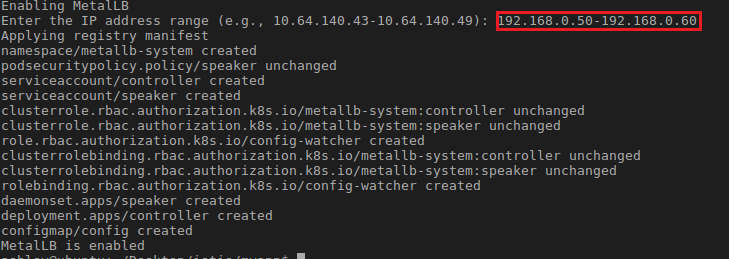 Enabling MetalLB
Enter the IP address range (e.g., 10.64.140.43-10.64.140.49): 192.168.0.50-192.168.0.60
Applying registry manifest
namespace/metallb-system created
podsecuritypolicy.policy/speaker unchanged
serviceaccount/controller created
serviceaccount/speaker created
clusterrole.rbac.authorization.k8s.io/metallb-system:controller unchanged
clusterrole.rbac.authorization.k8s.io/metallb-system:speaker unchanged
role.rbac.authorization.k8s.io/config-watcher created
clusterrolebinding.rbac.authorization.k8s.io/metallb-system:controller unchanged
clusterrolebinding.rbac.authorization.k8s.io/metallb-system:speaker unchanged
rolebinding.rbac.authorization.k8s.io/config-watcher created
daemonset.apps/speaker created
deployment.apps/controller created
configmap/config created
MetalLB is enabled